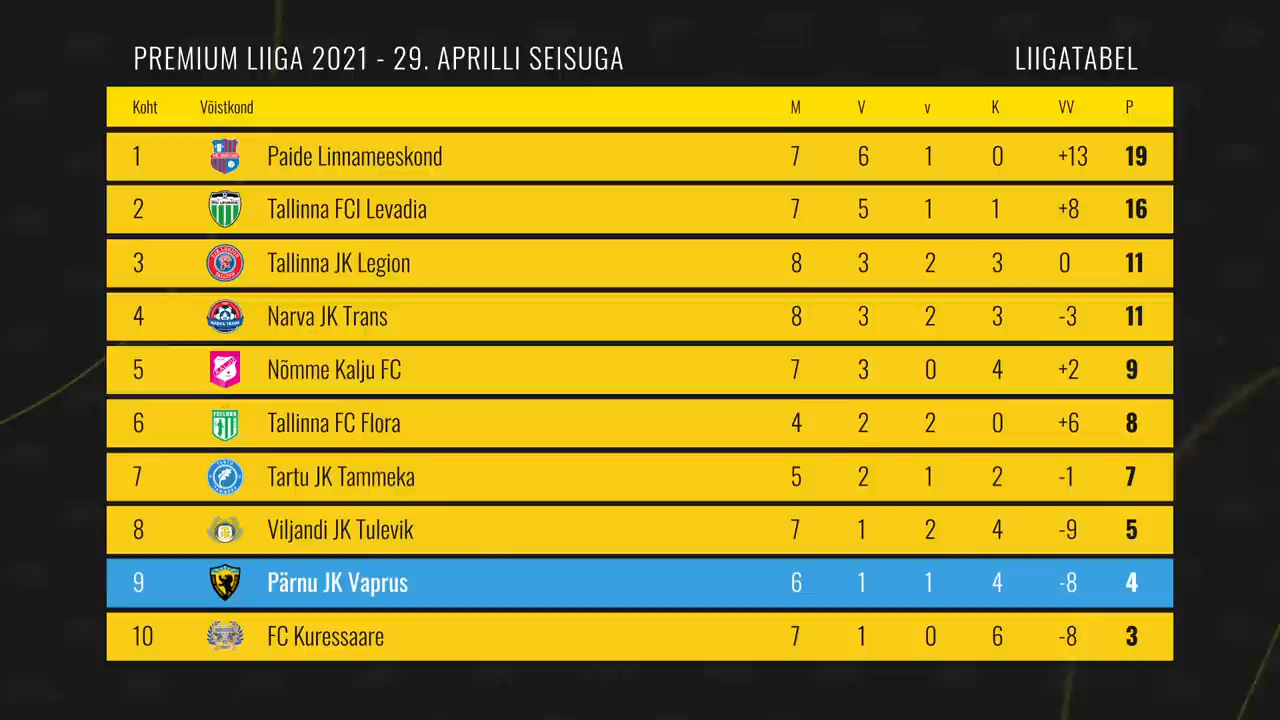 PREMIUM LIIGA 2021 - 29. APRILLI SEISUGA LIIGATABEL
Koht Võistkond M V v K VV P
1 Paide Linnameeskond 7 6 1 0 +13 19
2 Tallinna FCI Levadia 7 5 1 1 +8 16
3 Tallinna JK Legion 8 3 2 3 0 11
4 Narva JK Trans 8 3 2 3 -3 11
5 Nõmme Kalju FC 7 3 0 4 +2 9
6 Tallinna FC Flora 4 2 2 0 +6 8
7 Tartu JK Tammeka 5 2 1 2 -1 7
8 Viljandi JK Tulevik 7 1 2 4 -9 5
9 Pärnu JK Vaprus 6 1 1 4 -8 4
10 FC Kuressaare 7 1 0 6 -8 3